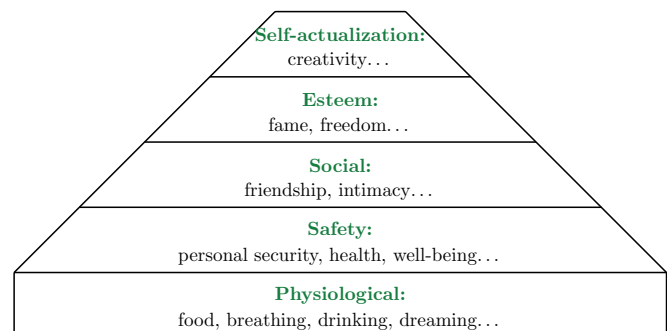 Self-actualization:
creativity...
Esteem:
fame, freedom...
Social:
friendship, intimacy...
Safety:
personal security, health, well-being...
Physiological:
food, breathing, drinking, dreaming...